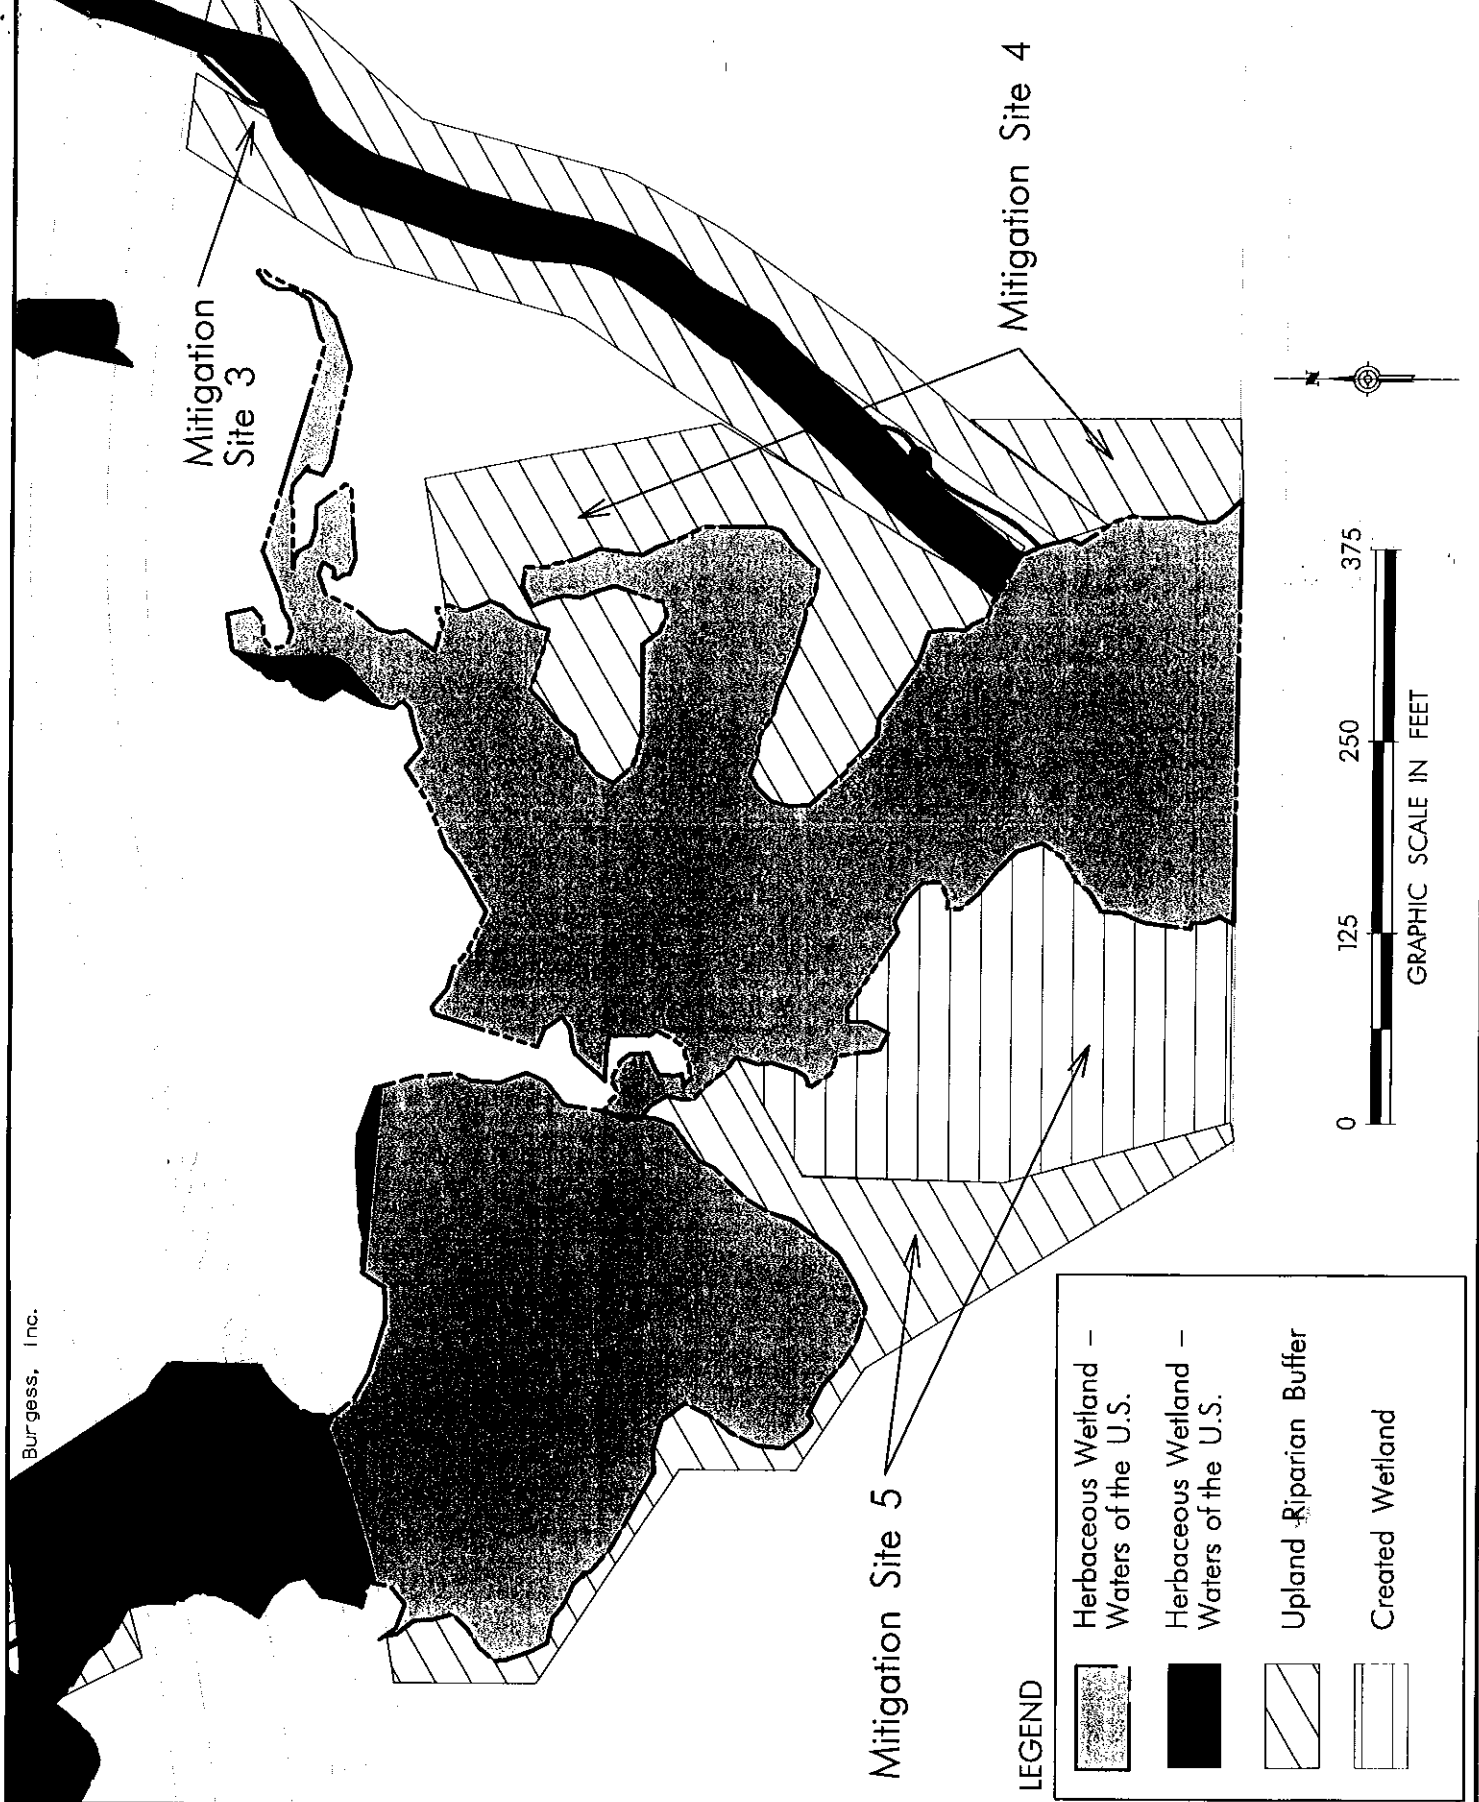 Burgess, Inc.
Mitigation
Site 3
Mitigation Site 4
Mitigation Site 5
N
0 125 250 375
GRAPHIC SCALE IN FEET
LEGEND
Herbaceous Wetland –
Waters of the U.S.
Herbaceous Wetland –
Waters of the U.S.
Upland Riparian Buffer
Created Wetland